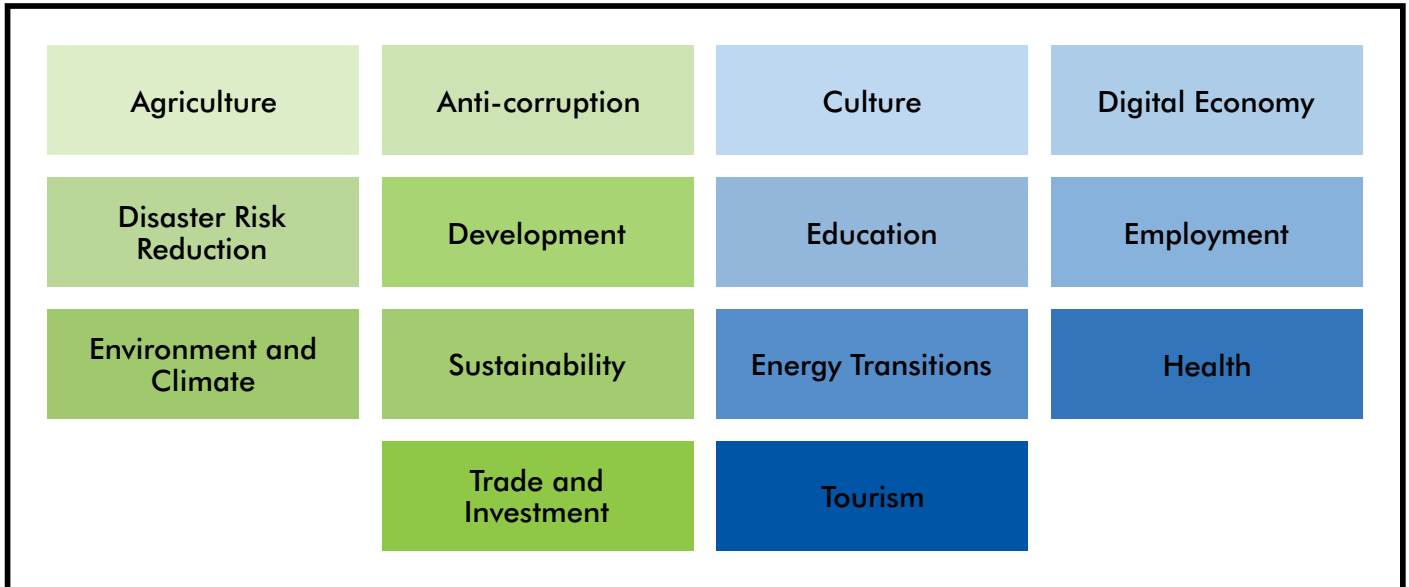 Agriculture
Anti-corruption
Culture
Digital Economy
Disaster Risk
Reduction
Development
Education
Employment
Environment and
Climate
Sustainability
Energy Transitions
Health
Trade and
Investment
Tourism